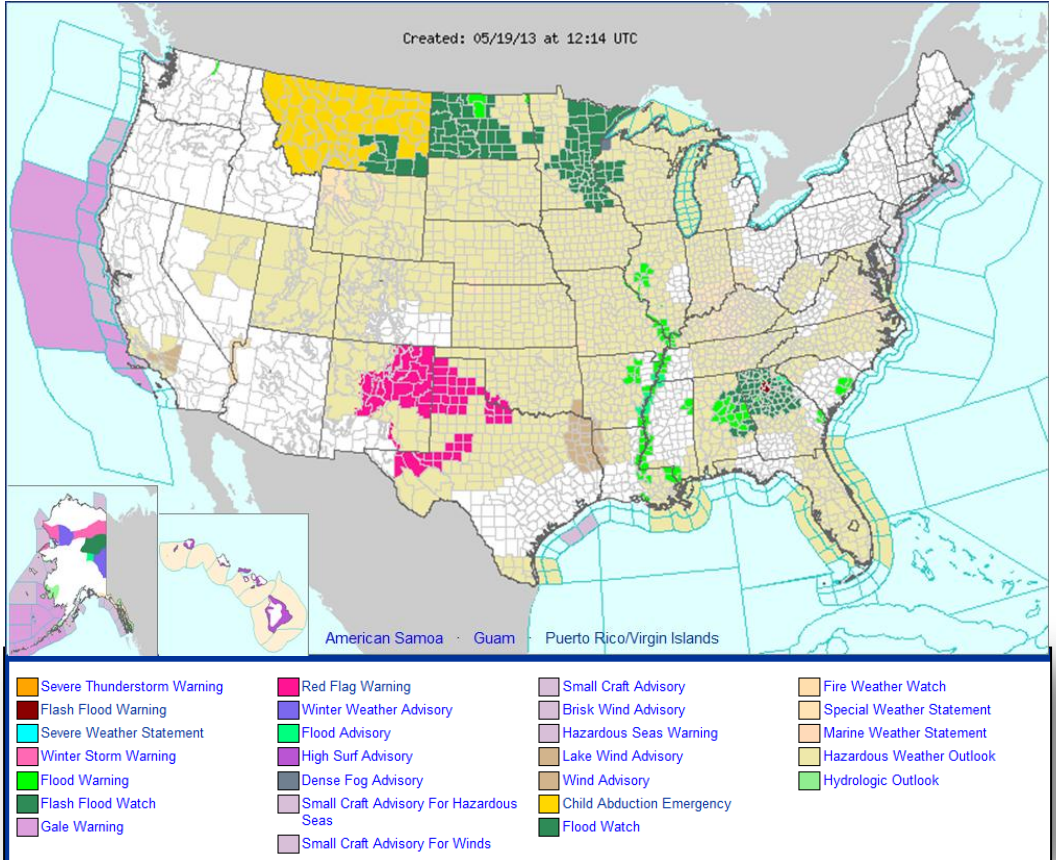 Created: 05/19/13 at 12:14 UTC
American Samoa · Guam · Puerto Rico/Virgin Islands
Severe Thunderstorm Warning
Flash Flood Warning
Severe Weather Statement
Winter Storm Warning
Flood Warning
Flash Flood Watch
Gale Warning
Red Flag Warning
Winter Weather Advisory
Flood Advisory
High Surf Advisory
Dense Fog Advisory
Small Craft Advisory For Hazardous
Seas
Small Craft Advisory For Winds
Small Craft Advisory
Brisk Wind Advisory
Hazardous Seas Warning
Lake Wind Advisory
Wind Advisory
Child Abduction Emergency
Flood Watch
Fire Weather Watch
Special Weather Statement
Marine Weather Statement
Hazardous Weather Outlook
Hydrologic Outlook